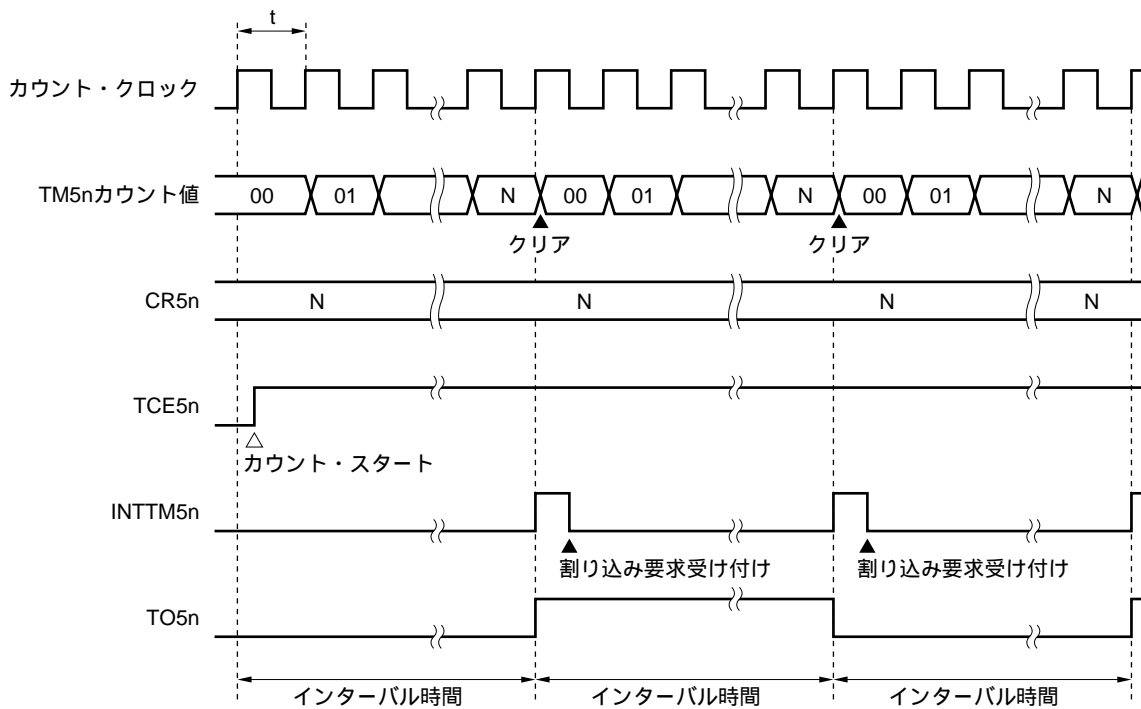 t
カウント・クロック
TM5nカウント値 00 01 N 00 01 N 00 01 N
クリア クリア
CR5n N N N N
TCE5n
カウント・スタート
INTTM5n
割り込み要求受け付け 割り込み要求受け付け
TO5n
インターバル時間 インターバル時間 インターバル時間